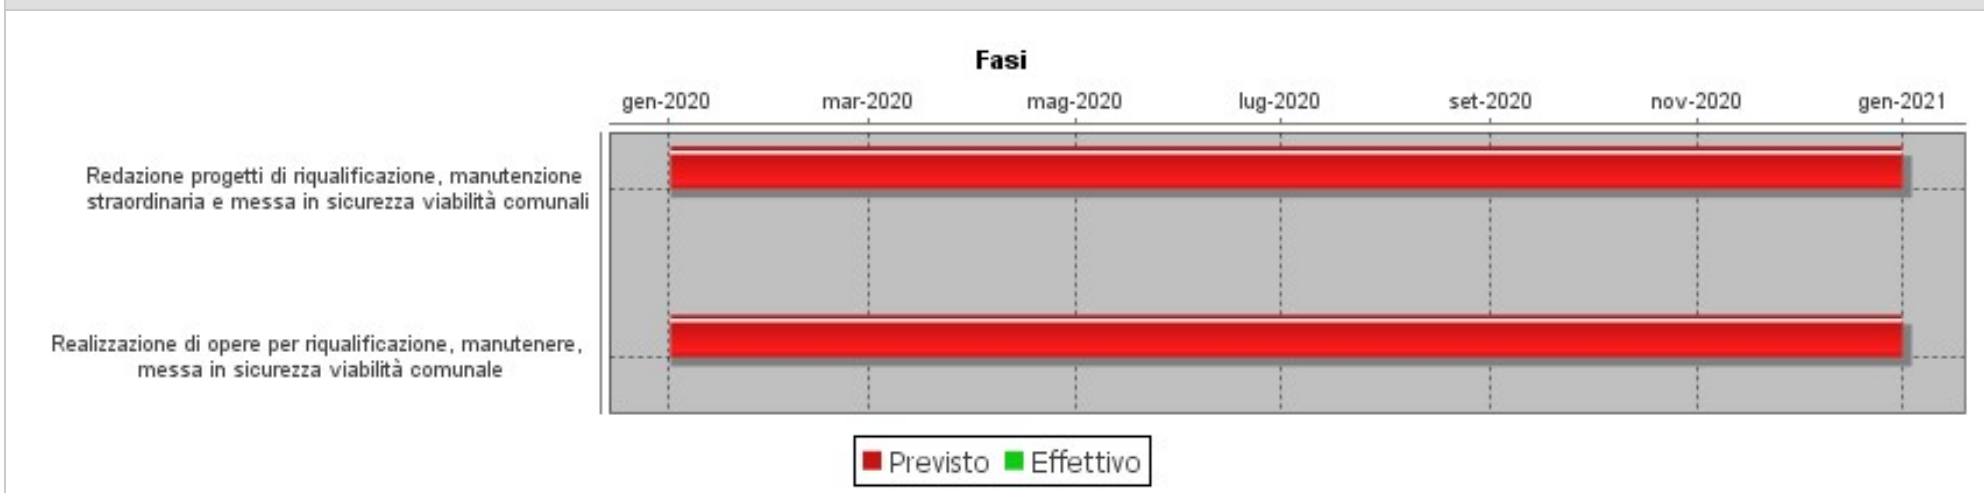 Fasi
gen-2020 mar-2020 mag-2020 lug-2020 set-2020 nov-2020 gen-2021
Redazione progetti di riqualificazione, manutenzione
straordinaria e messa in sicurezza viabilità comunali
Realizzazione di opere per riqualificazione, manutenere,
messa in sicurezza viabilità comunale
Previsto Effettivo